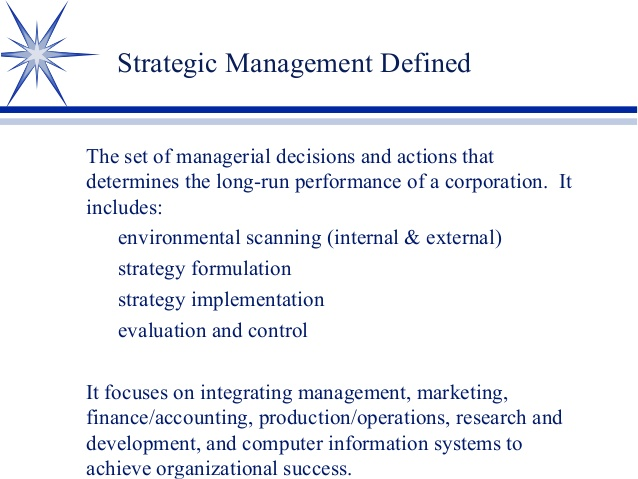 Strategic Management Defined
The set of managerial decisions and actions that
determines the long-run performance of a corporation.  It
includes:
environmental scanning (internal & external)
strategy formulation
strategy implementation
evaluation and control
It focuses on integrating management, marketing,
finance/accounting, production/operations, research and
development, and computer information systems to
achieve organizational success.